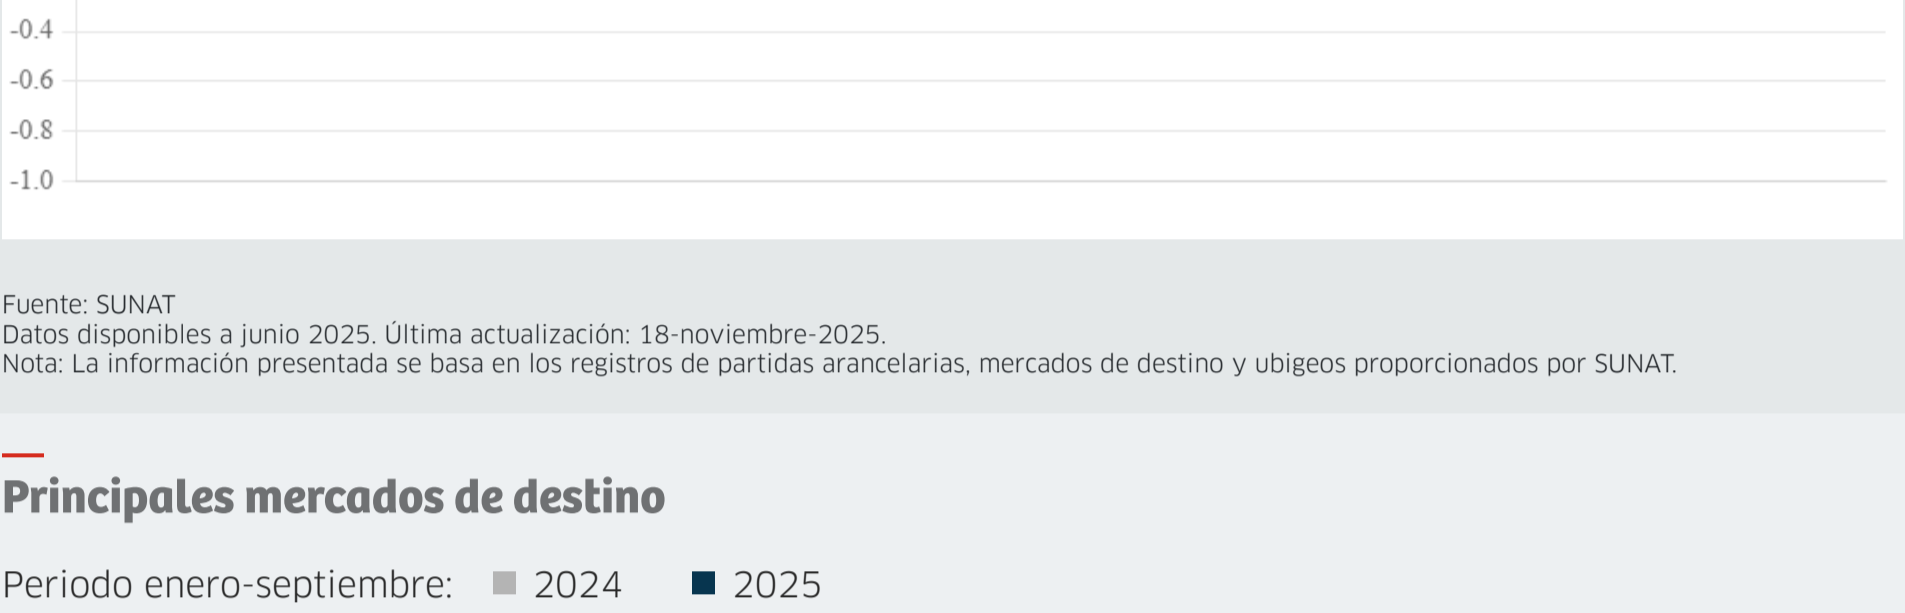 -0.4
-0.6
-0.8
-1.0
Fuente: SUNAT
Datos disponibles a junio 2025. Última actualización: 18-noviembre-2025.
Nota: La información presentada se basa en los registros de partidas arancelarias, mercados de destino y ubigeos proporcionados por SUNAT.
Principales mercados de destino
Periodo enero-septiembre: 2024 2025